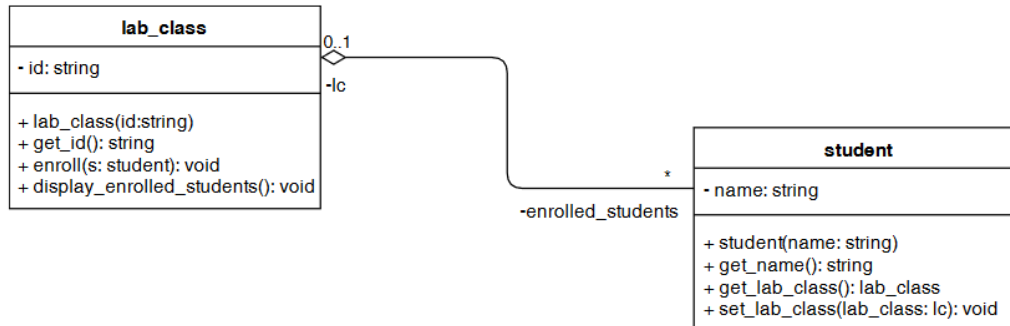 lab_class
- id: string
+ lab_class(id:string)
+ get_id(): string
+ enroll(s: student): void
+ display_enrolled_students(): void
0..1
-lc
*
-enrolled_students
student
- name: string
+ student(name: string)
+ get_name(): string
+ get_lab_class(): lab_class
+ set_lab_class(lab_class: lc): void